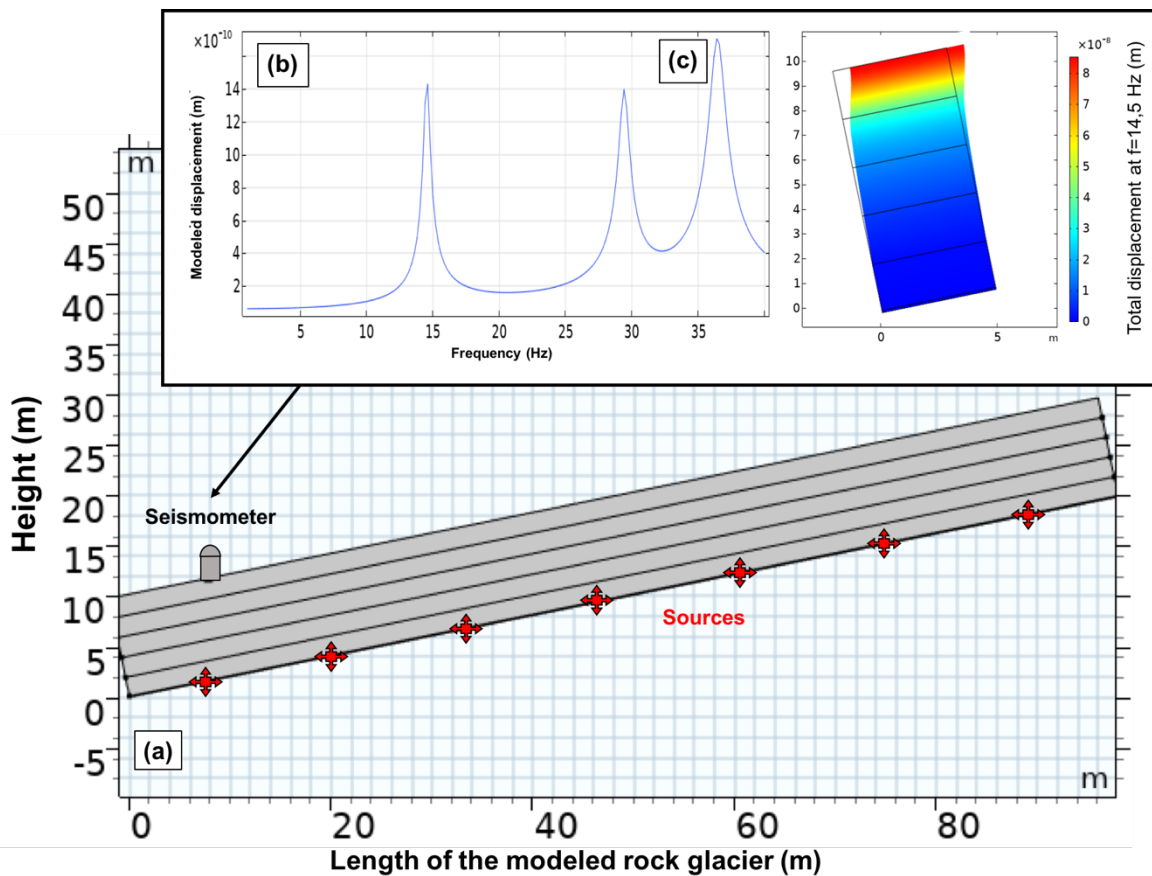 ×10⁻¹⁰
(b)
(c)
Modeled displacement (m)
14
12
10
8
6
4
2
5 10 15 20 25 30 35
Frequency (Hz)
10
9
8
7
6
5
4
3
2
1
0
0 5 m
×10⁻⁸
8
7
6
5
4
3
2
1
0
Total displacement at f=14,5 Hz (m)
m
50
45
40
35
30
25
20
15
10
5
0
-5
Height (m)
Seismometer
Sources
(a)
m
0 20 40 60 80
Length of the modeled rock glacier (m)